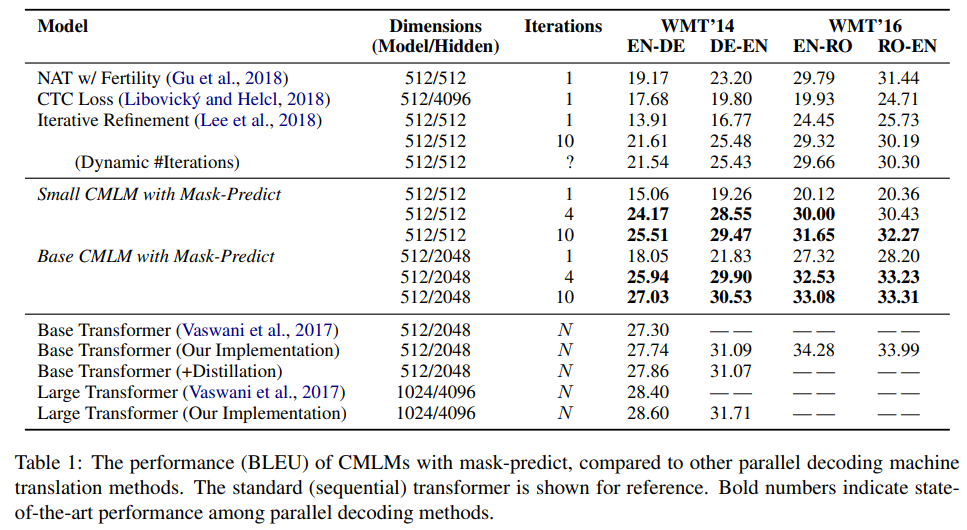 Model Dimensions Iterations WMT'14 WMT'16
(Model/Hidden) EN-DE DE-EN EN-RO RO-EN
NAT w/ Fertility (Gu et al., 2018) 512/512 1 19.17 23.20 29.79 31.44
CTC Loss (Libovický and Helcl, 2018) 512/4096 1 17.68 19.80 19.93 24.71
Iterative Refinement (Lee et al., 2018) 512/512 1 13.91 16.77 24.45 25.73
512/512 10 21.61 25.48 29.32 30.19
(Dynamic #Iterations) 512/512 ? 21.54 25.43 29.66 30.30
Small CMLM with Mask-Predict 512/512 1 15.06 19.26 20.12 20.36
512/512 4 24.17 28.55 30.00 30.43
512/512 10 25.51 29.47 31.65 32.27
Base CMLM with Mask-Predict 512/2048 1 18.05 21.83 27.32 28.20
512/2048 4 25.94 29.90 32.53 33.23
512/2048 10 27.03 30.53 33.08 33.31
Base Transformer (Vaswani et al., 2017) 512/2048 N 27.30 —— —— ——
Base Transformer (Our Implementation) 512/2048 N 27.74 31.09 34.28 33.99
Base Transformer (+Distillation) 512/2048 N 27.86 31.07 —— ——
Large Transformer (Vaswani et al., 2017) 1024/4096 N 28.40 —— —— ——
Large Transformer (Our Implementation) 1024/4096 N 28.60 31.71 —— ——
Table 1: The performance (BLEU) of CMLMs with mask-predict, compared to other parallel decoding machine
translation methods. The standard (sequential) transformer is shown for reference. Bold numbers indicate state-
of-the-art performance among parallel decoding methods.